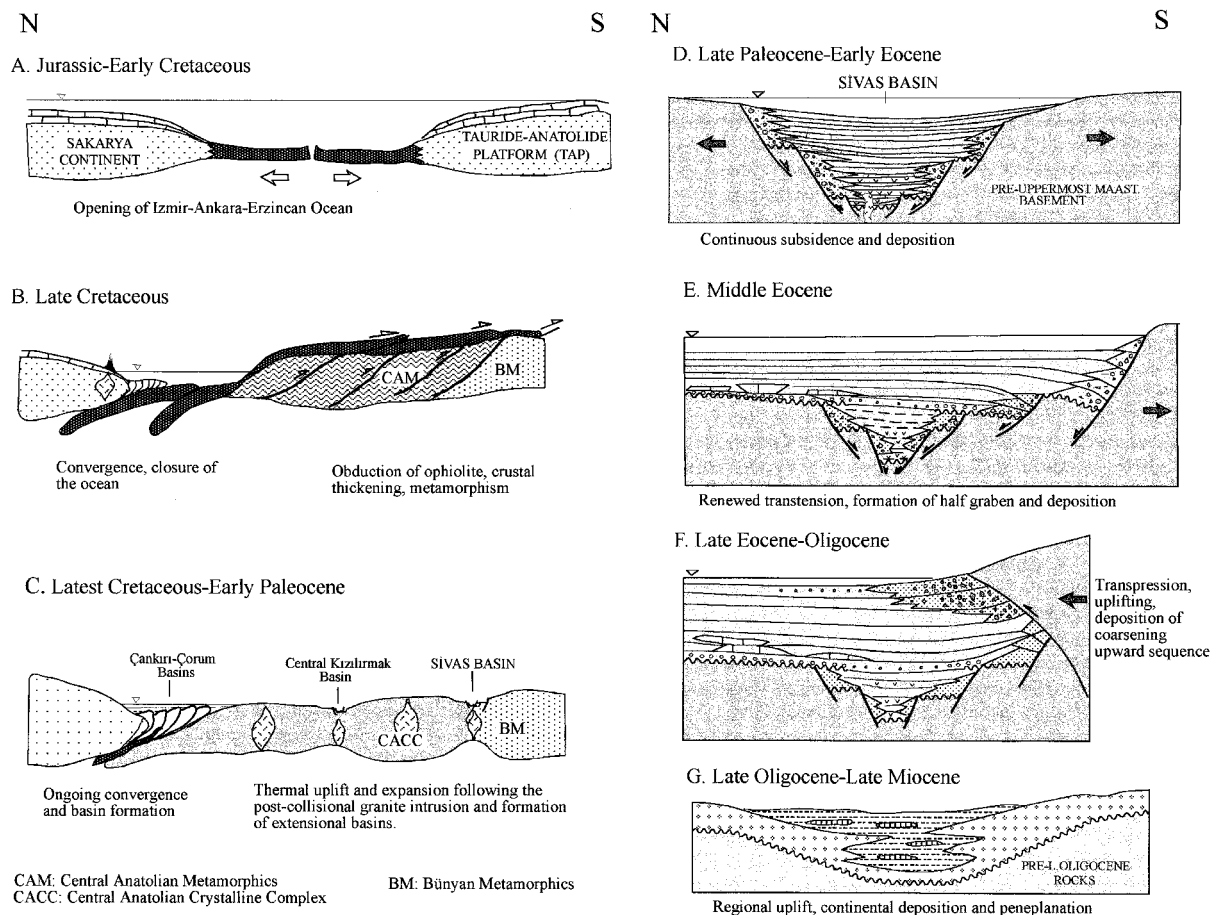 N S
A. Jurassic-Early Cretaceous
SAKARYA
CONTINENT
TAURIDE-ANATOLIDE
PLATFORM (TAP)
Opening of Izmir-Ankara-Erzincan Ocean
B. Late Cretaceous
CAM
BM
Convergence, closure of
the ocean
Obduction of ophiolite, crustal
thickening, metamorphism
C. Latest Cretaceous-Early Paleocene
Çankırı-Çorum
Basins
Central Kızılırmak
Basin
SİVAS BASIN
CACC
BM
Ongoing convergence
and basin formation
Thermal uplift and expansion following the
post-collisional granite intrusion and formation
of extensional basins.
CAM: Central Anatolian Metamorphics
CACC: Central Anatolian Crystalline Complex
BM: Bünyan Metamorphics
N S
D. Late Paleocene-Early Eocene
SİVAS BASIN
PRE-UPPERMOST MAAST.
BASEMENT
Continuous subsidence and deposition
E. Middle Eocene
Renewed transtension, formation of half graben and deposition
F. Late Eocene-Oligocene
Transpression,
uplifting,
deposition of
coarsening
upward sequence
G. Late Oligocene-Late Miocene
PRE-L. OLIGOCENE
ROCKS
Regional uplift, continental deposition and peneplanation